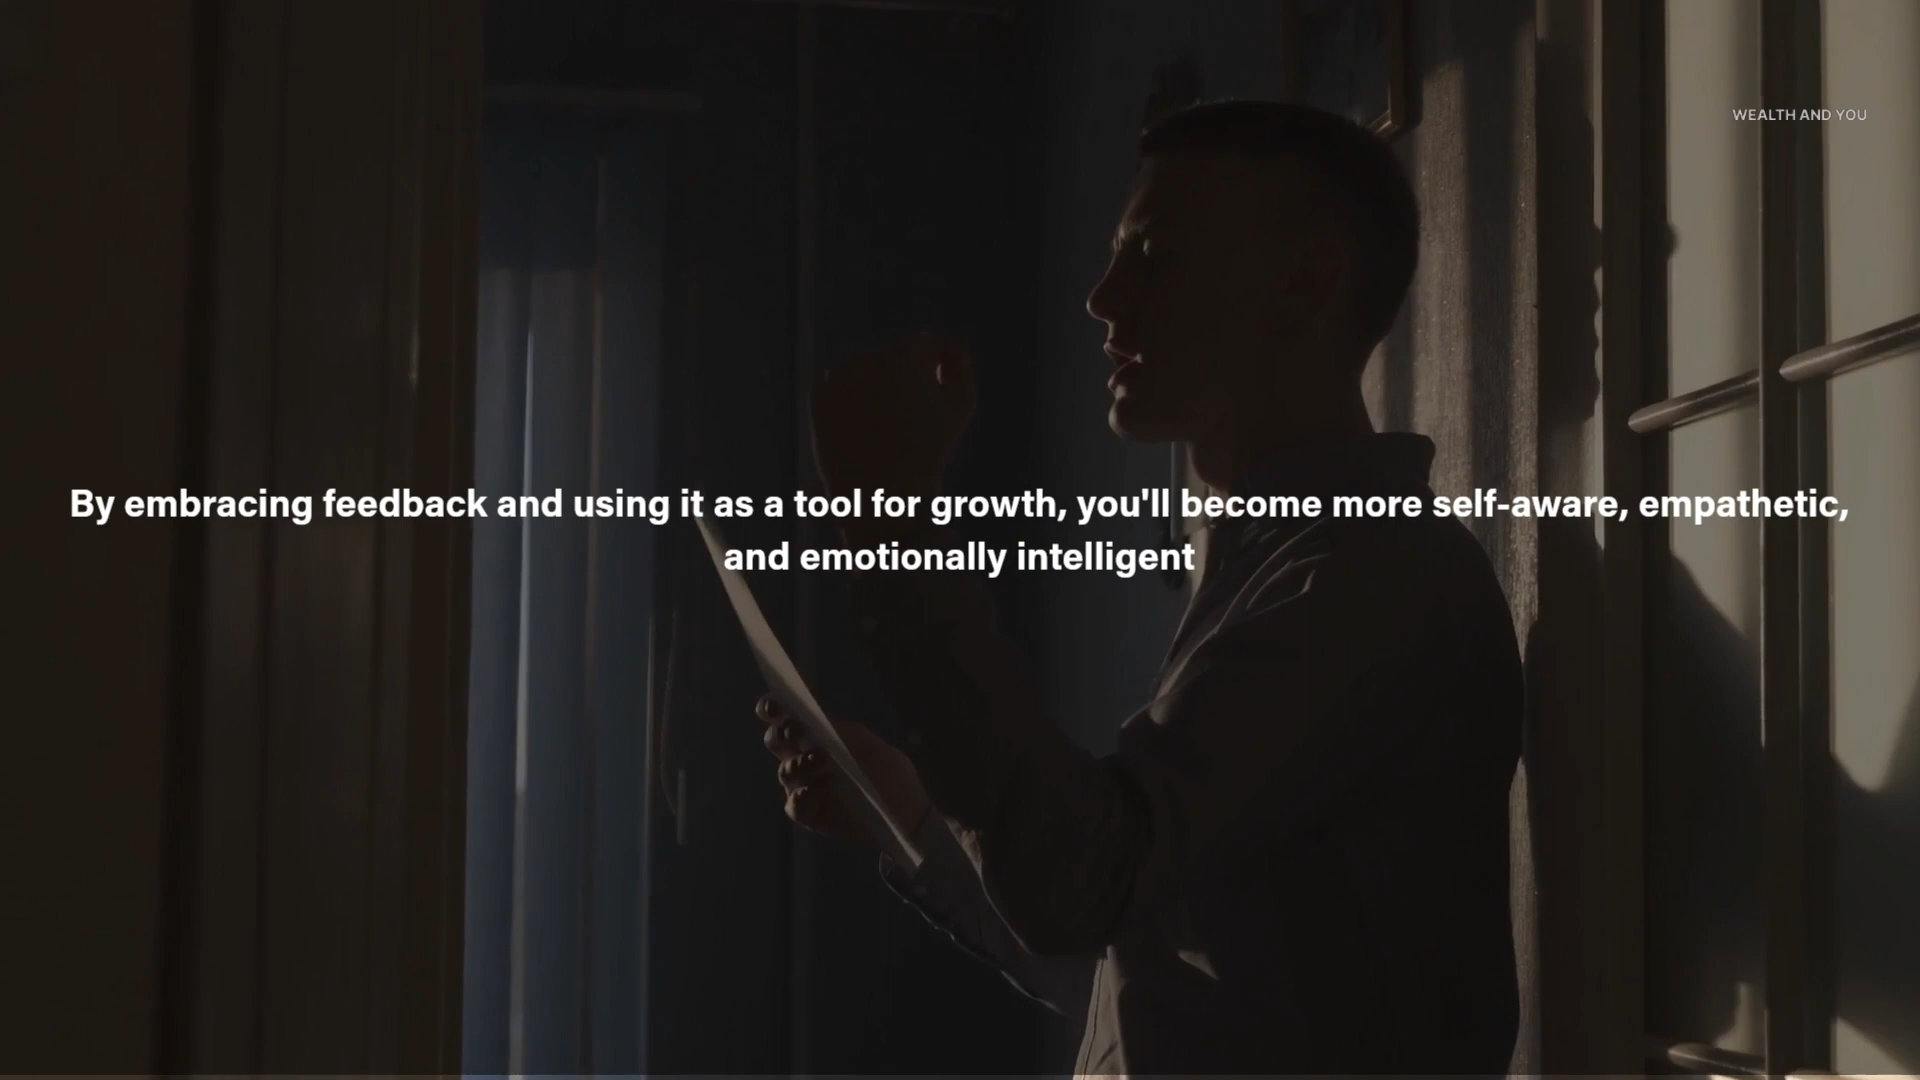 WEALTH AND YOU
By embracing feedback and using it as a tool for growth, you'll become more self-aware, empathetic,
and emotionally intelligent